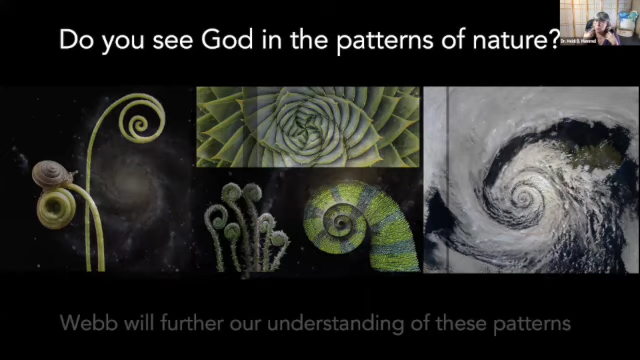 Do you see God in the patterns of nature?
Webb will further our understanding of these patterns